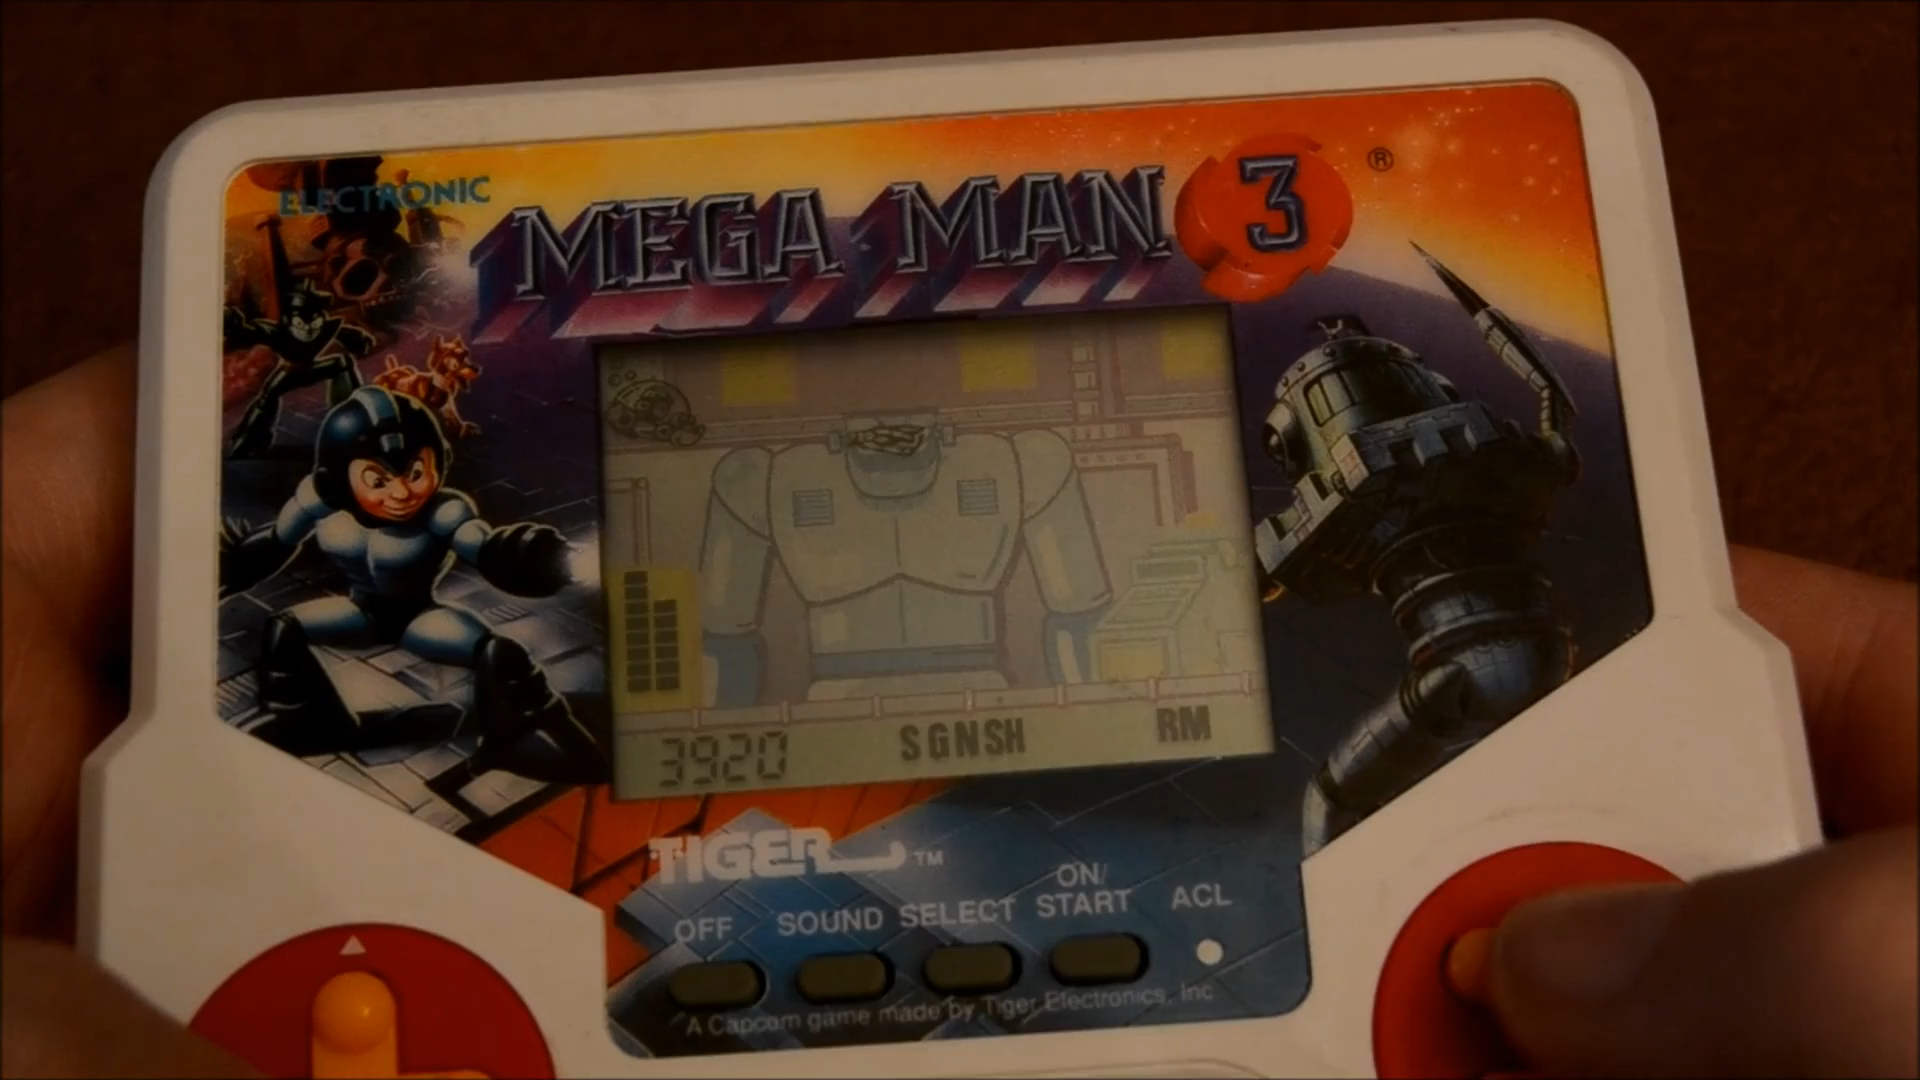 ELECTRONIC
MEGA MAN 3 ®
3920 SGNSH RM
TIGER ™
OFF SOUND SELECT ON/START ACL
A Capcom game made by Tiger Electronics, Inc.